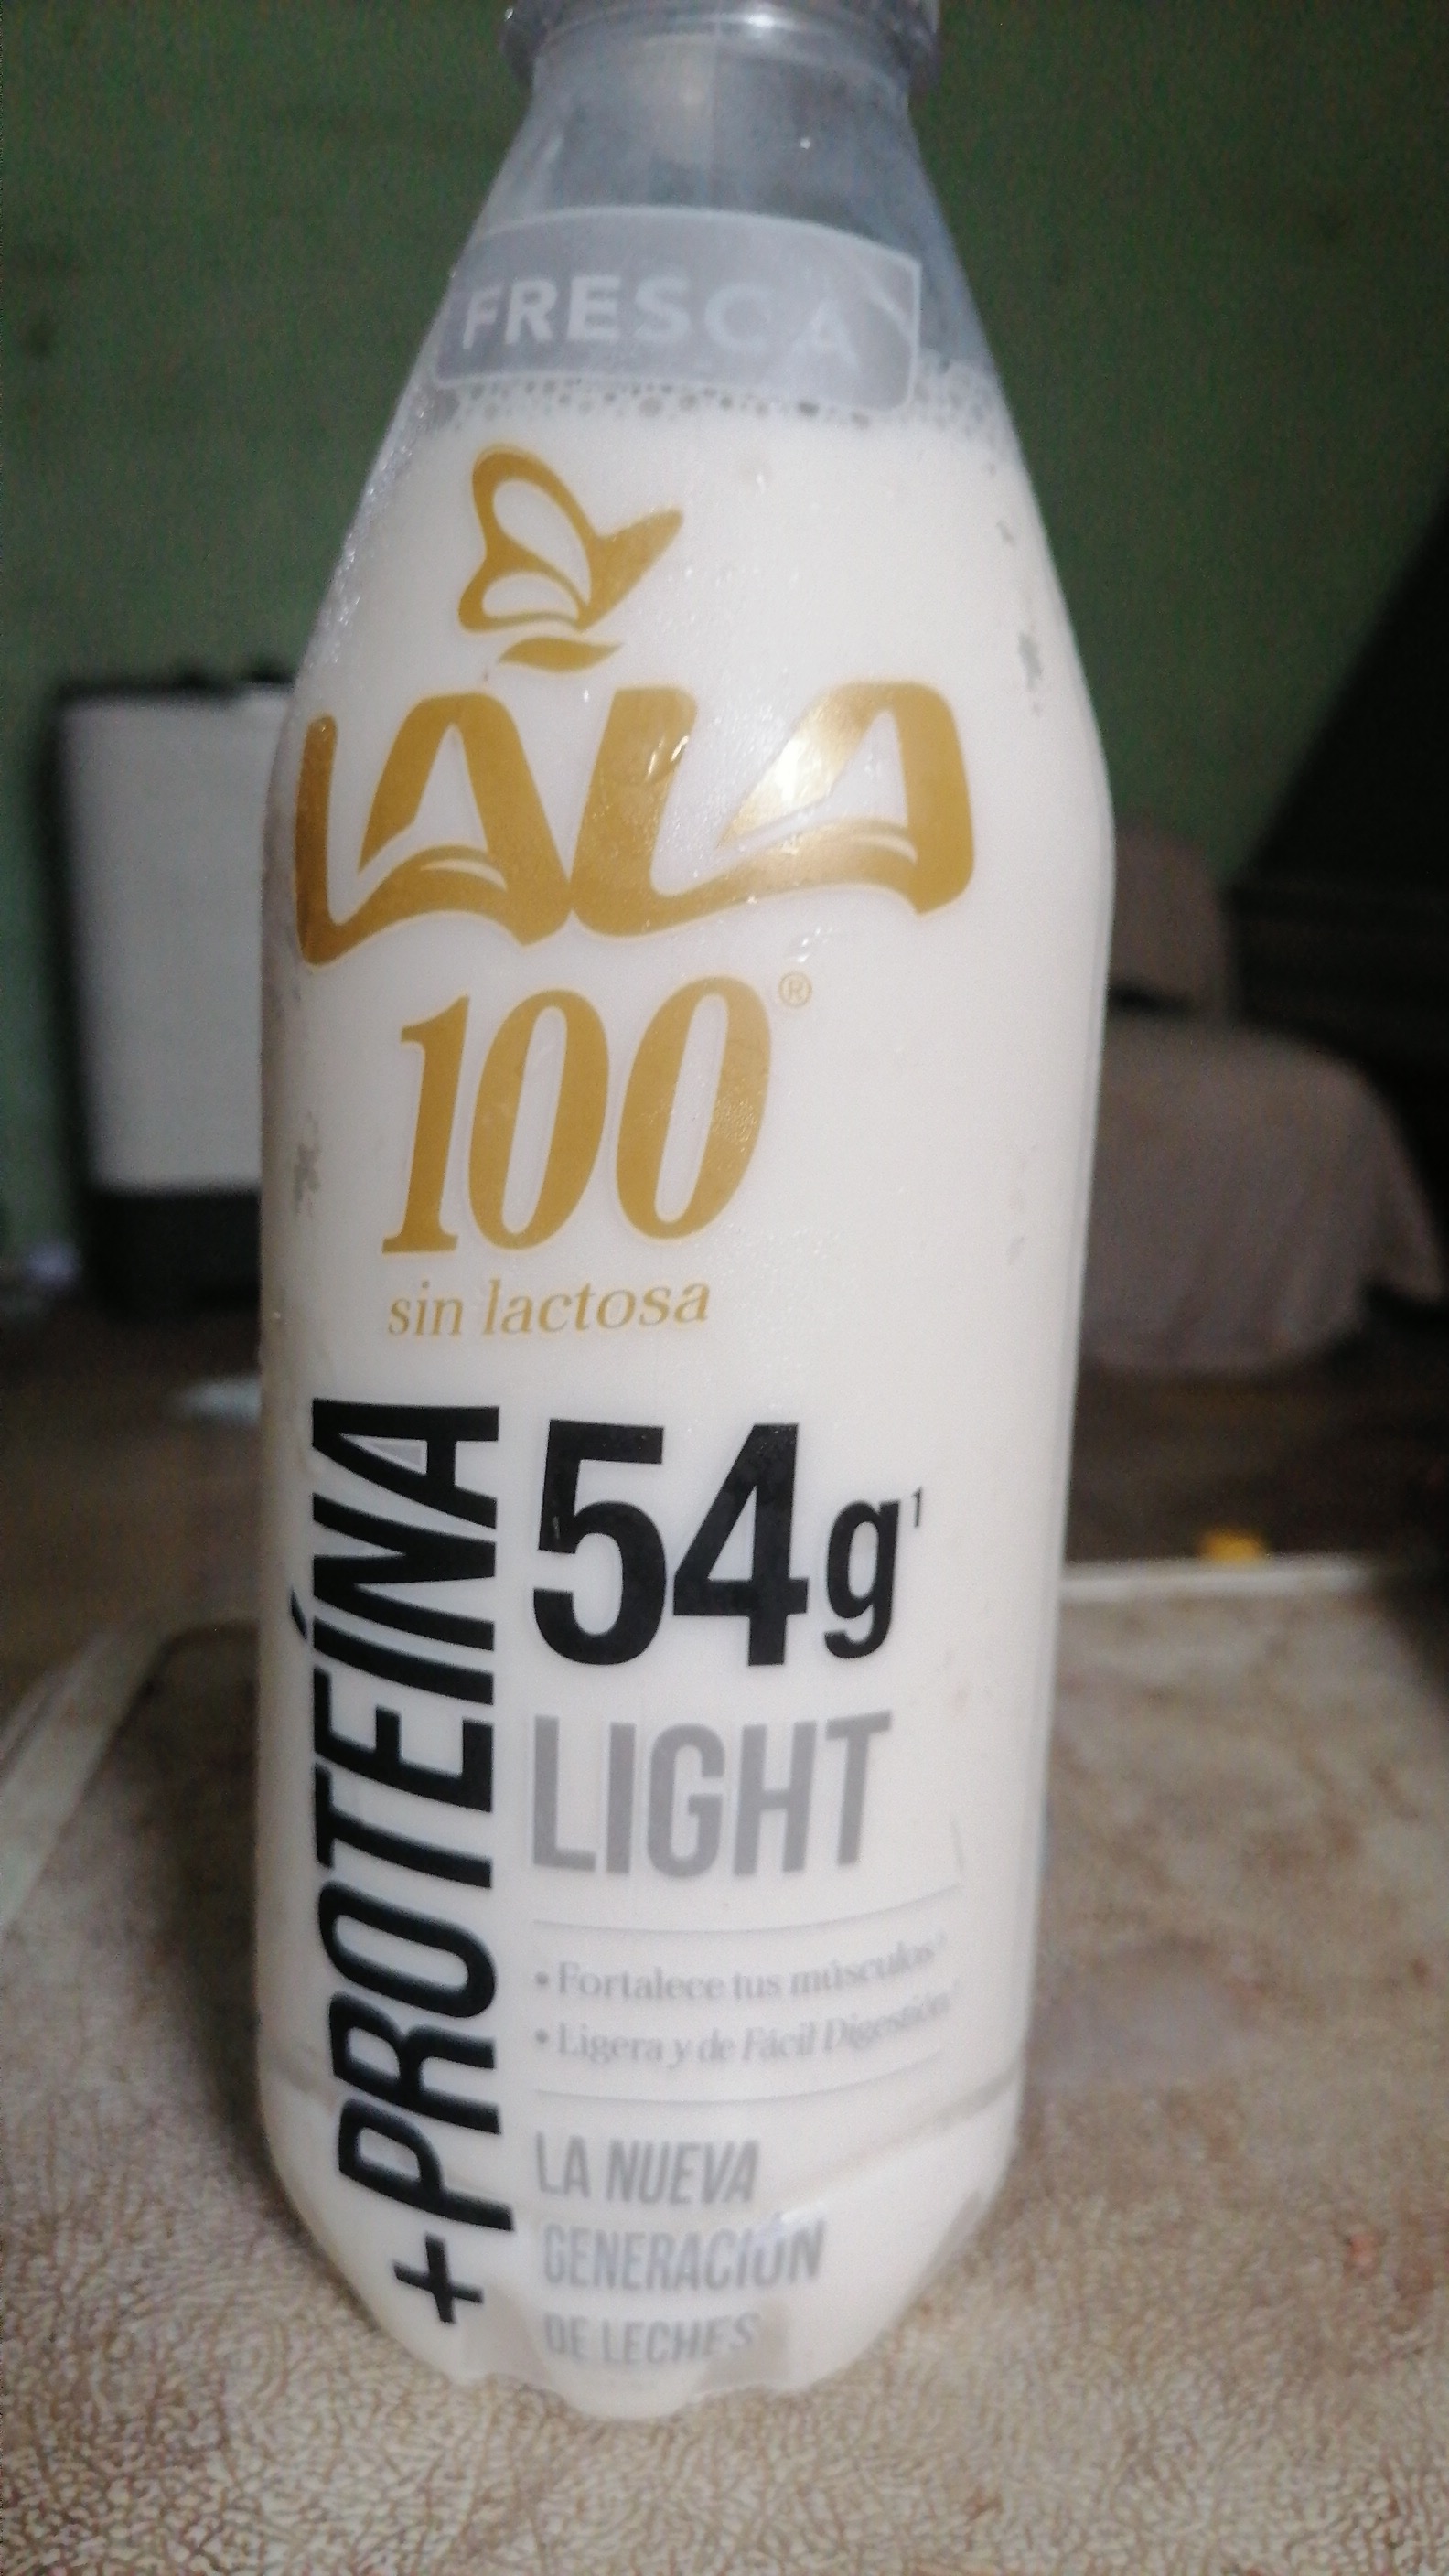 FRESCA
LALA
100®
sin lactosa
+PROTEÍNA
54g¹
LIGHT
• Fortalece tus músculos
• Ligera y de Fácil Digestión
LA NUEVA
GENERACIÓN
DE LECHES